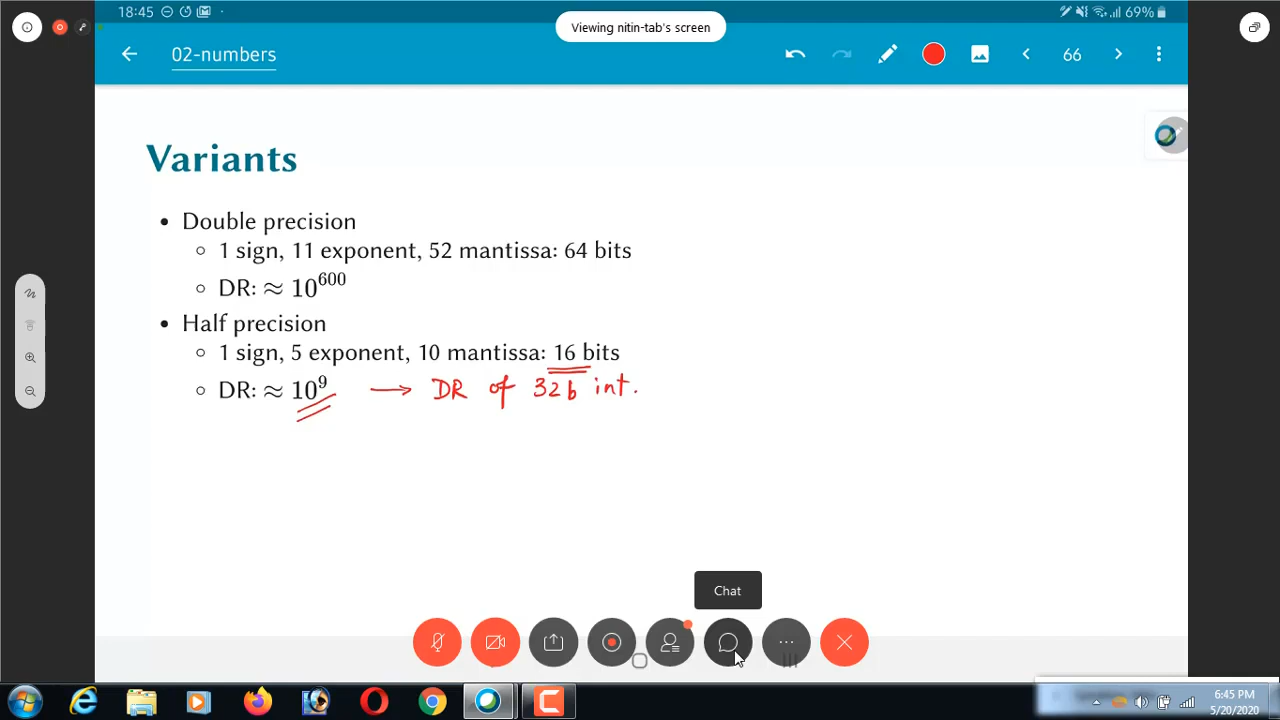 18:45
69%
Viewing nitin-tab's screen
02-numbers
66
Variants
• Double precision
○ 1 sign, 11 exponent, 52 mantissa: 64 bits
○ DR: ≈ 10^600
• Half precision
○ 1 sign, 5 exponent, 10 mantissa: 16 bits
○ DR: ≈ 10^9 → DR of 32b int.
Chat
6:45 PM
5/20/2020